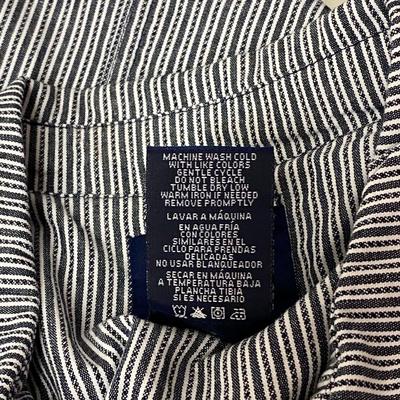 MACHINE WASH COLD
WITH LIKE COLORS
GENTLE CYCLE
DO NOT BLEACH
TUMBLE DRY LOW
WARM IRON IF NEEDED
REMOVE PROMPTLY
LAVAR A MÁQUINA
EN AGUA FRÍA
CON COLORES
SIMILARES EN EL
CICLO PARA PRENDAS
DELICADAS
NO USAR BLANQUEADOR
SECAR EN MÁQUINA
A TEMPERATURA BAJA
PLANCHA TIBIA
SI ES NECESARIO